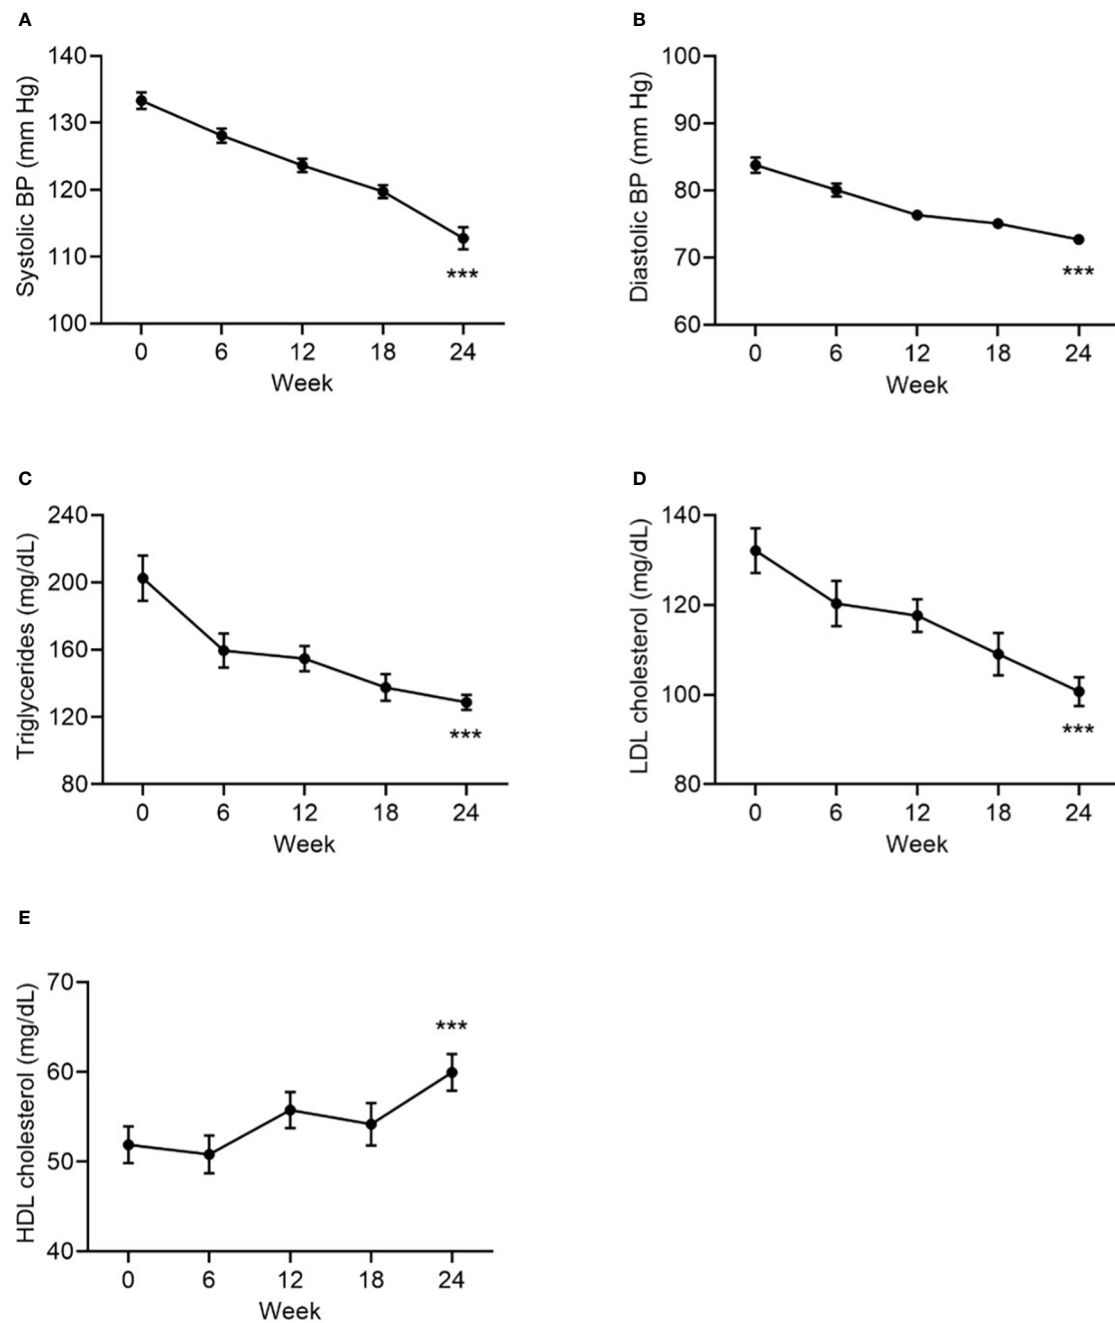 A
Systolic BP (mm Hg)
140
130
120
110
100
***
0 6 12 18 24
Week
B
Diastolic BP (mm Hg)
100
90
80
70
60
***
0 6 12 18 24
Week
C
Triglycerides (mg/dL)
240
200
160
120
80
***
0 6 12 18 24
Week
D
LDL cholesterol (mg/dL)
140
120
100
80
***
0 6 12 18 24
Week
E
HDL cholesterol (mg/dL)
70
60
50
40
***
0 6 12 18 24
Week